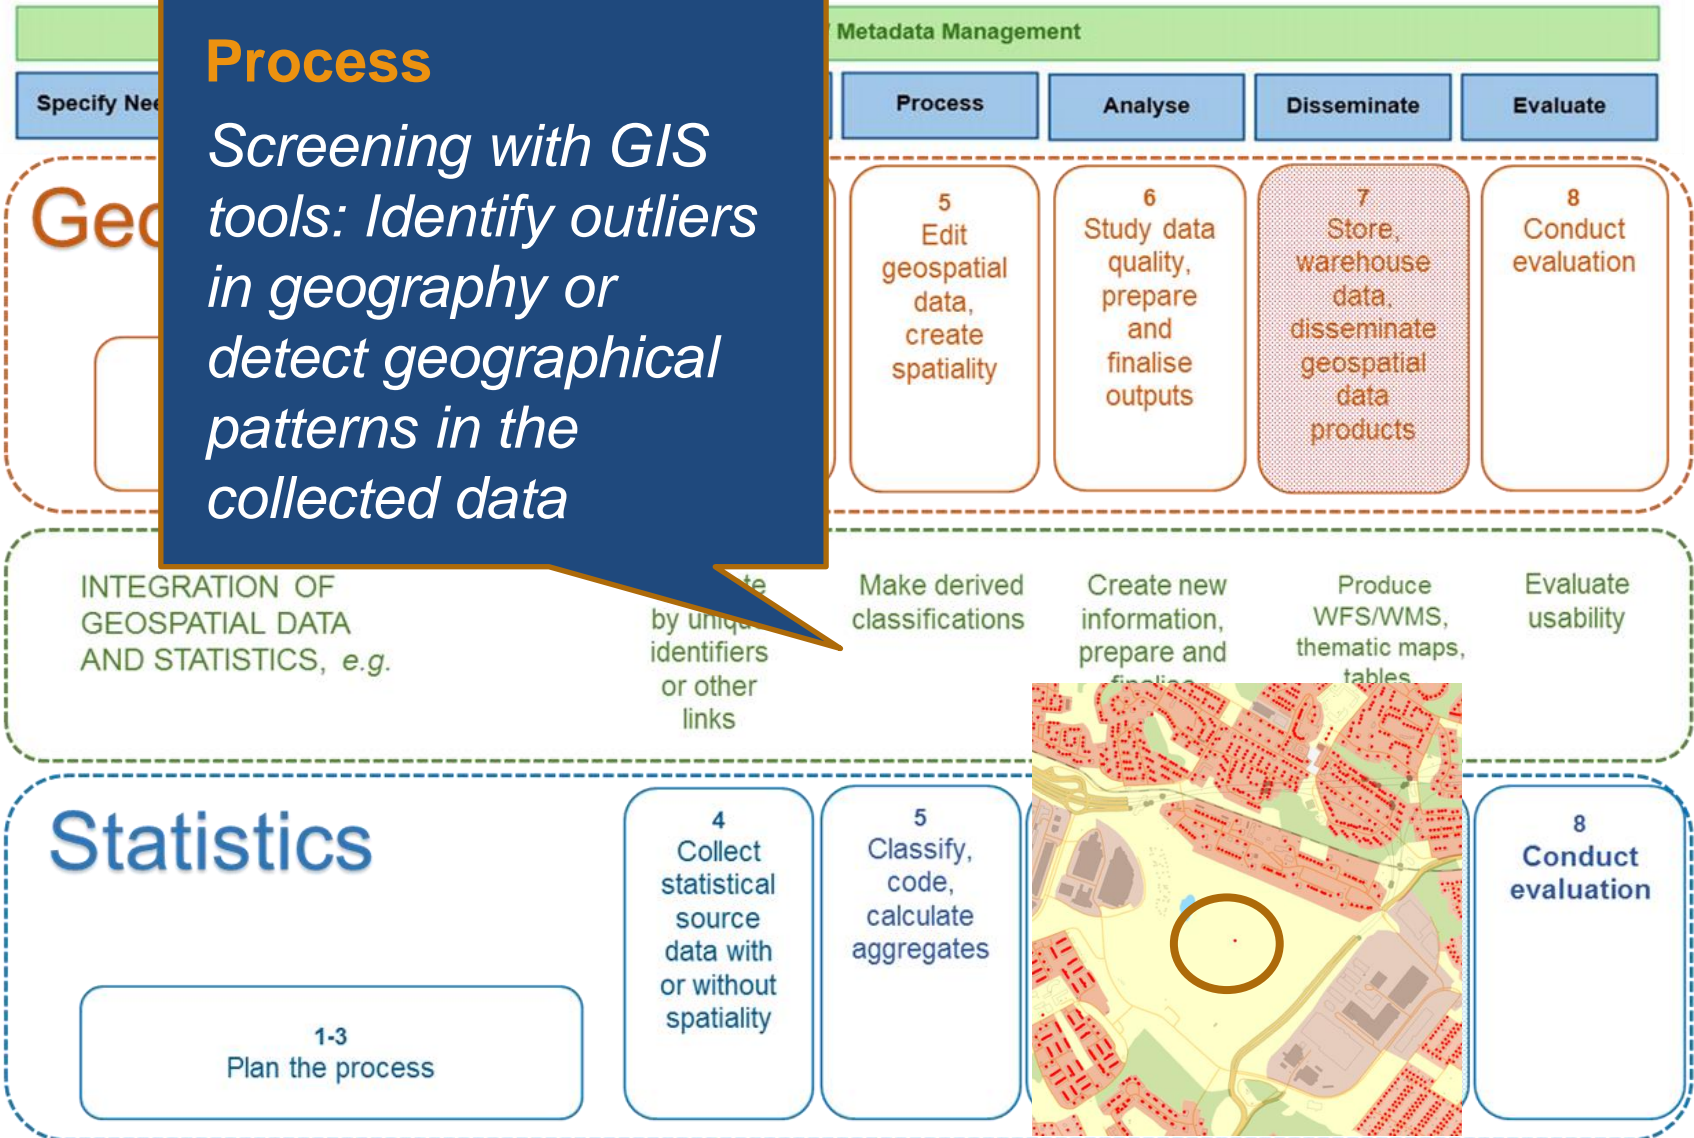 Metadata Management
Process
Screening with GIS
tools: Identify outliers
in geography or
detect geographical
patterns in the
collected data
Specify
Process
Analyse
Disseminate
Evaluate
5
Edit
geospatial
data,
create
spatiality
6
Study data
quality,
prepare
and
finalise
outputs
7
Store,
warehouse
data,
disseminate
geospatial
data
products
8
Conduct
evaluation
INTEGRATION OF
GEOSPATIAL DATA
AND STATISTICS, e.g.
by
identifiers
or other
links
Make derived
classifications
Create new
information,
prepare and
finalise
Produce
WFS/WMS,
thematic maps,
tables
Evaluate
usability
Statistics
1-3
Plan the process
4
Collect
statistical
source
data with
or without
spatiality
5
Classify,
code,
calculate
aggregates
8
Conduct
evaluation